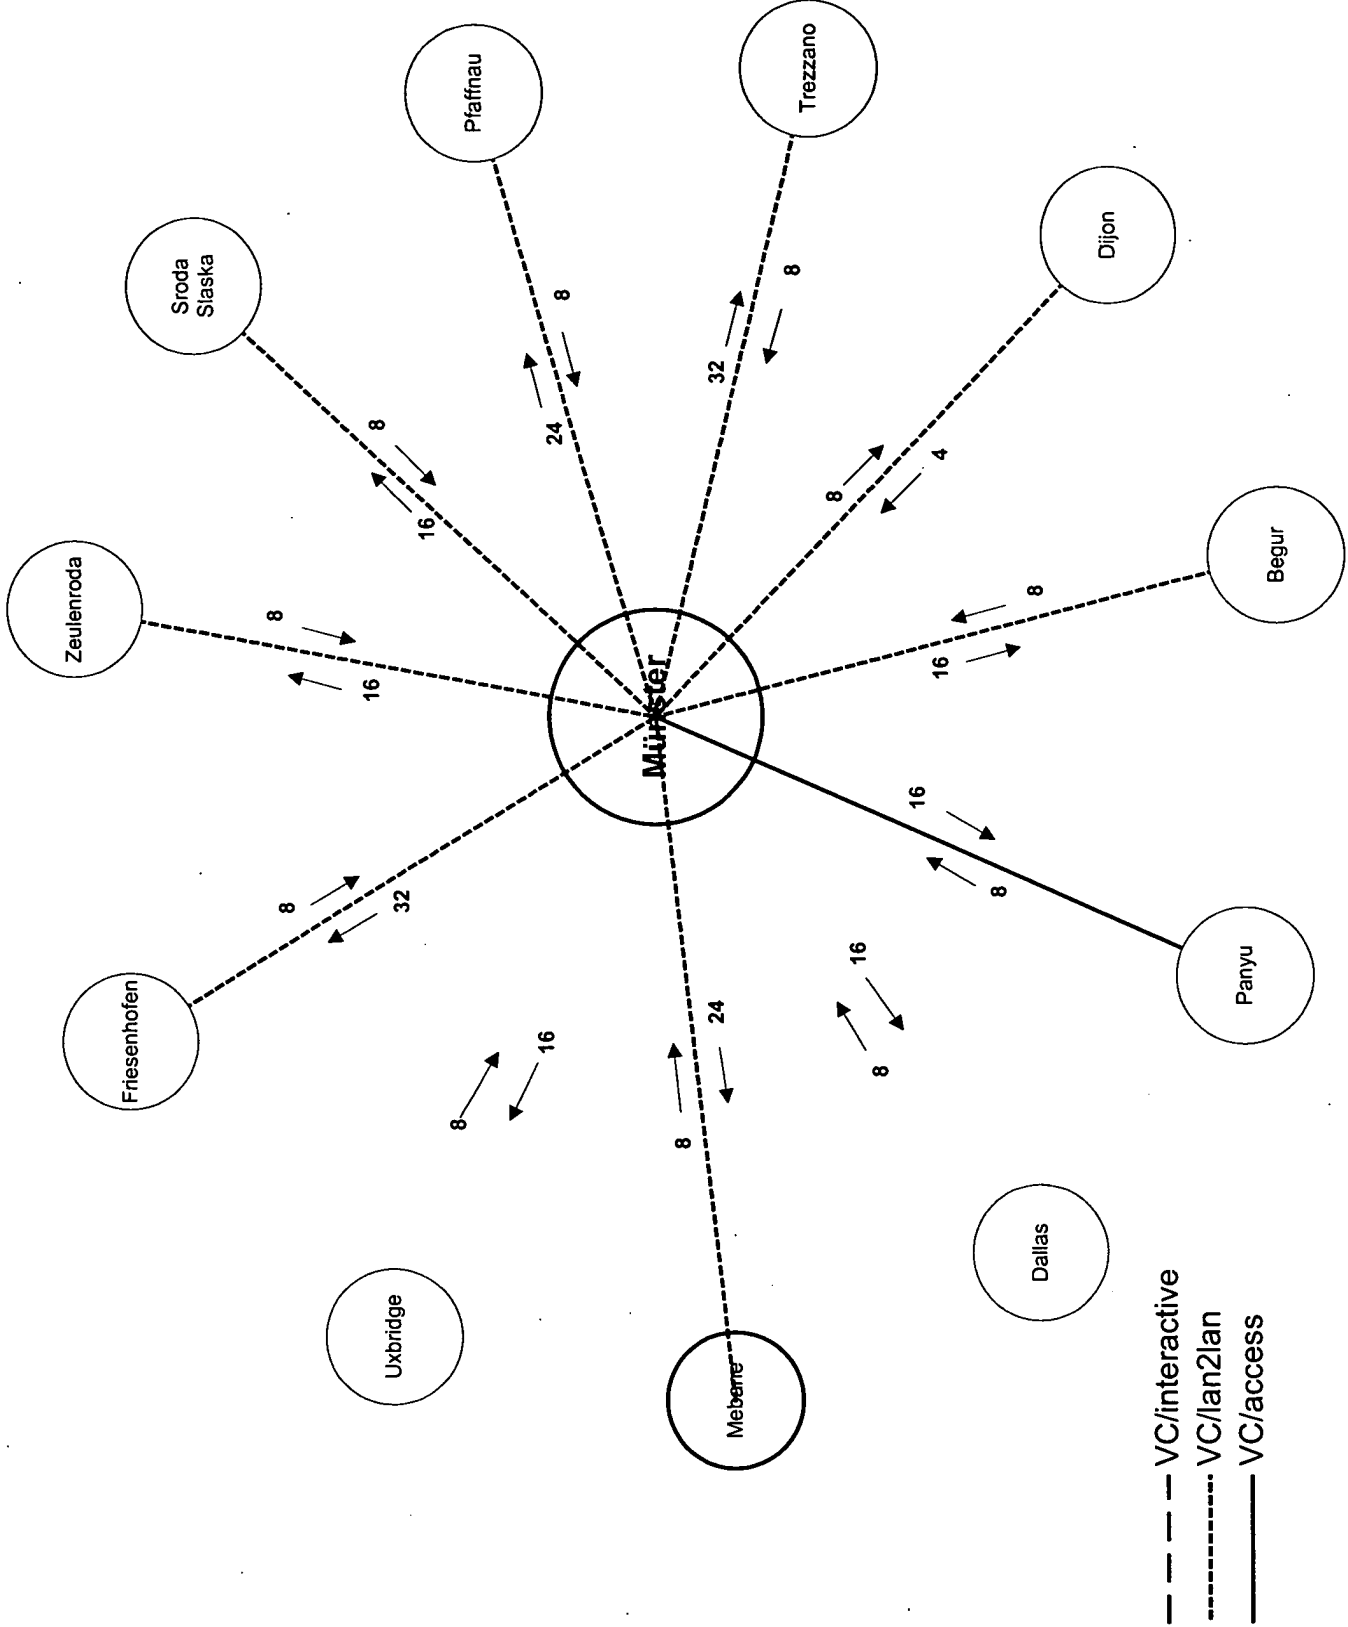 Uxbridge
Friesenhofen
Zeulenroda
Sroda
Slaska
Pfaffnau
Trezzano
Dijon
Begur
Panyu
Dallas
Mebane
Münster
8
16
8
32
8
16
8
16
8
24
32
8
8
4
8
16
16
8
16
8
24
8
VC/interactive
VC/lan2lan
VC/access